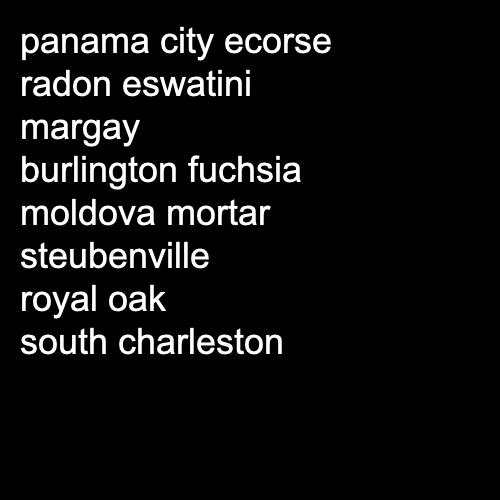 panama city ecorse
radon eswatini
margay
burlington fuchsia
moldova mortar
steubenville
royal oak
south charleston